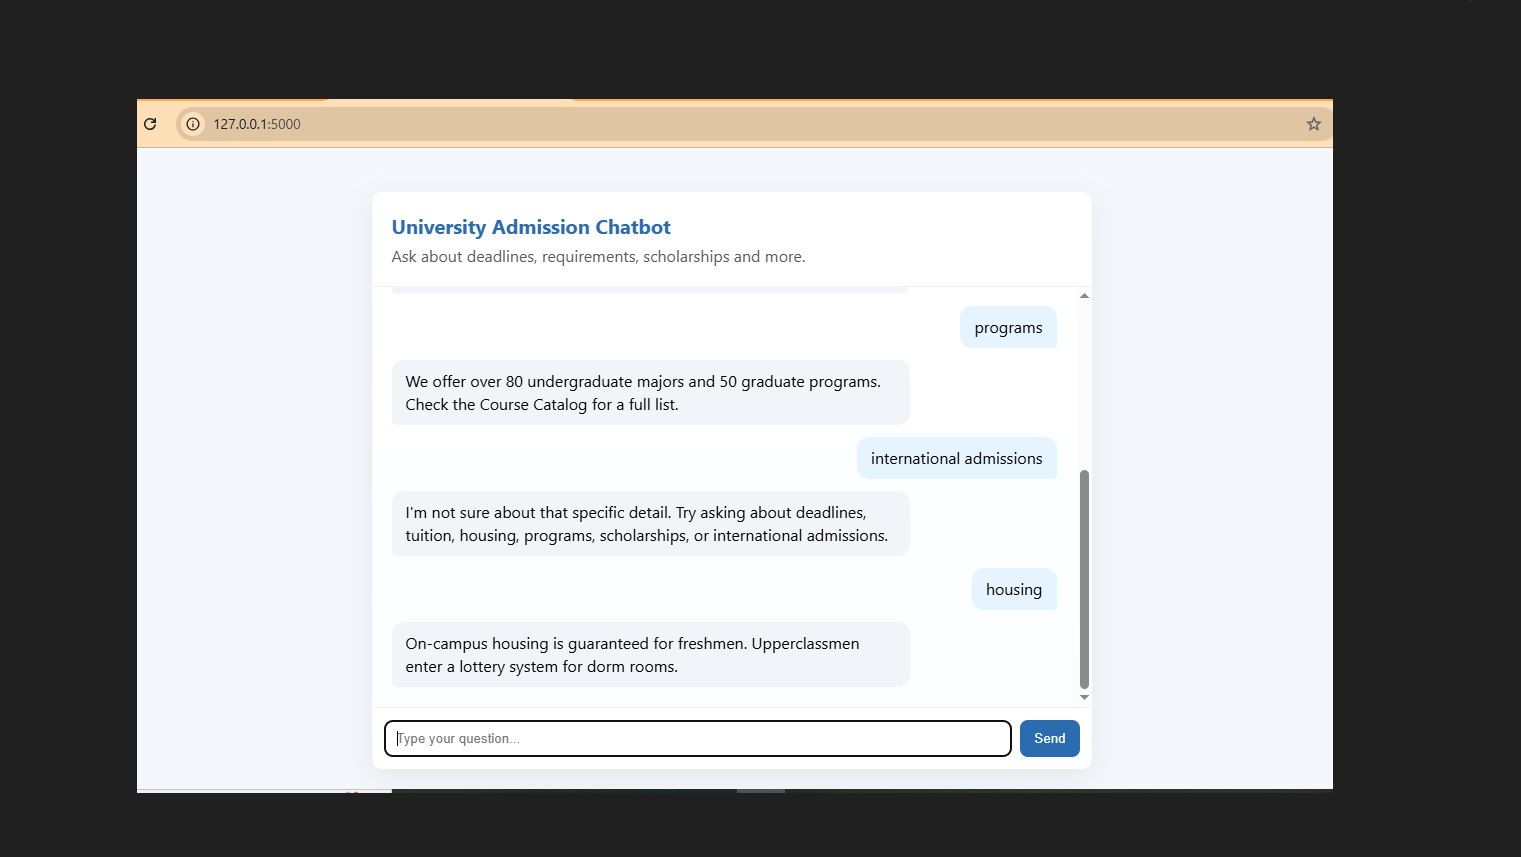 127.0.0.1:5000
University Admission Chatbot
Ask about deadlines, requirements, scholarships and more.
programs
We offer over 80 undergraduate majors and 50 graduate programs.
Check the Course Catalog for a full list.
international admissions
I'm not sure about that specific detail. Try asking about deadlines,
tuition, housing, programs, scholarships, or international admissions.
housing
On-campus housing is guaranteed for freshmen. Upperclassmen
enter a lottery system for dorm rooms.
Type your question...
Send